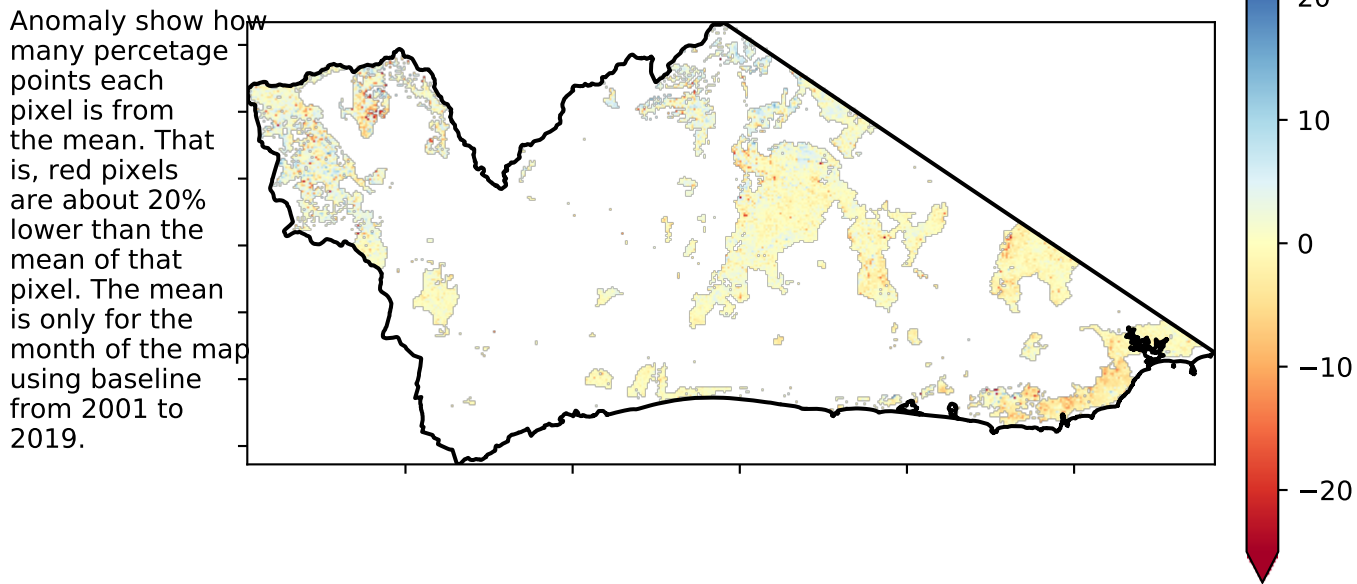 Anomaly show how
many percetage
points each
pixel is from
the mean. That
is, red pixels
are about 20%
lower than the
mean of that
pixel. The mean
is only for the
month of the map
using baseline
from 2001 to
2019.
20
10
0
−10
−20